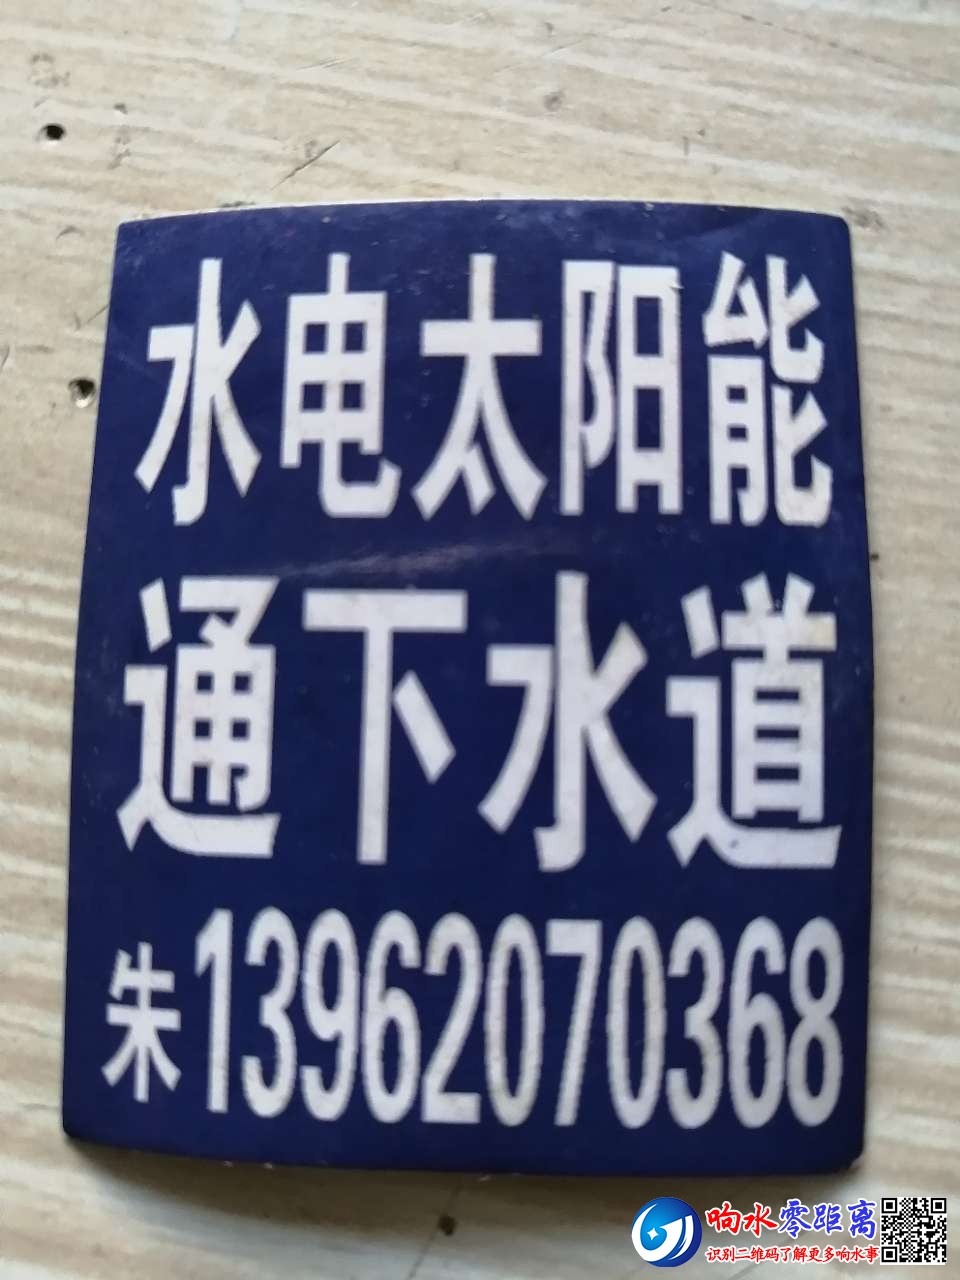 水电太阳能
通下水道
朱13962070368
响水零距离
识别二维码了解更多响水事